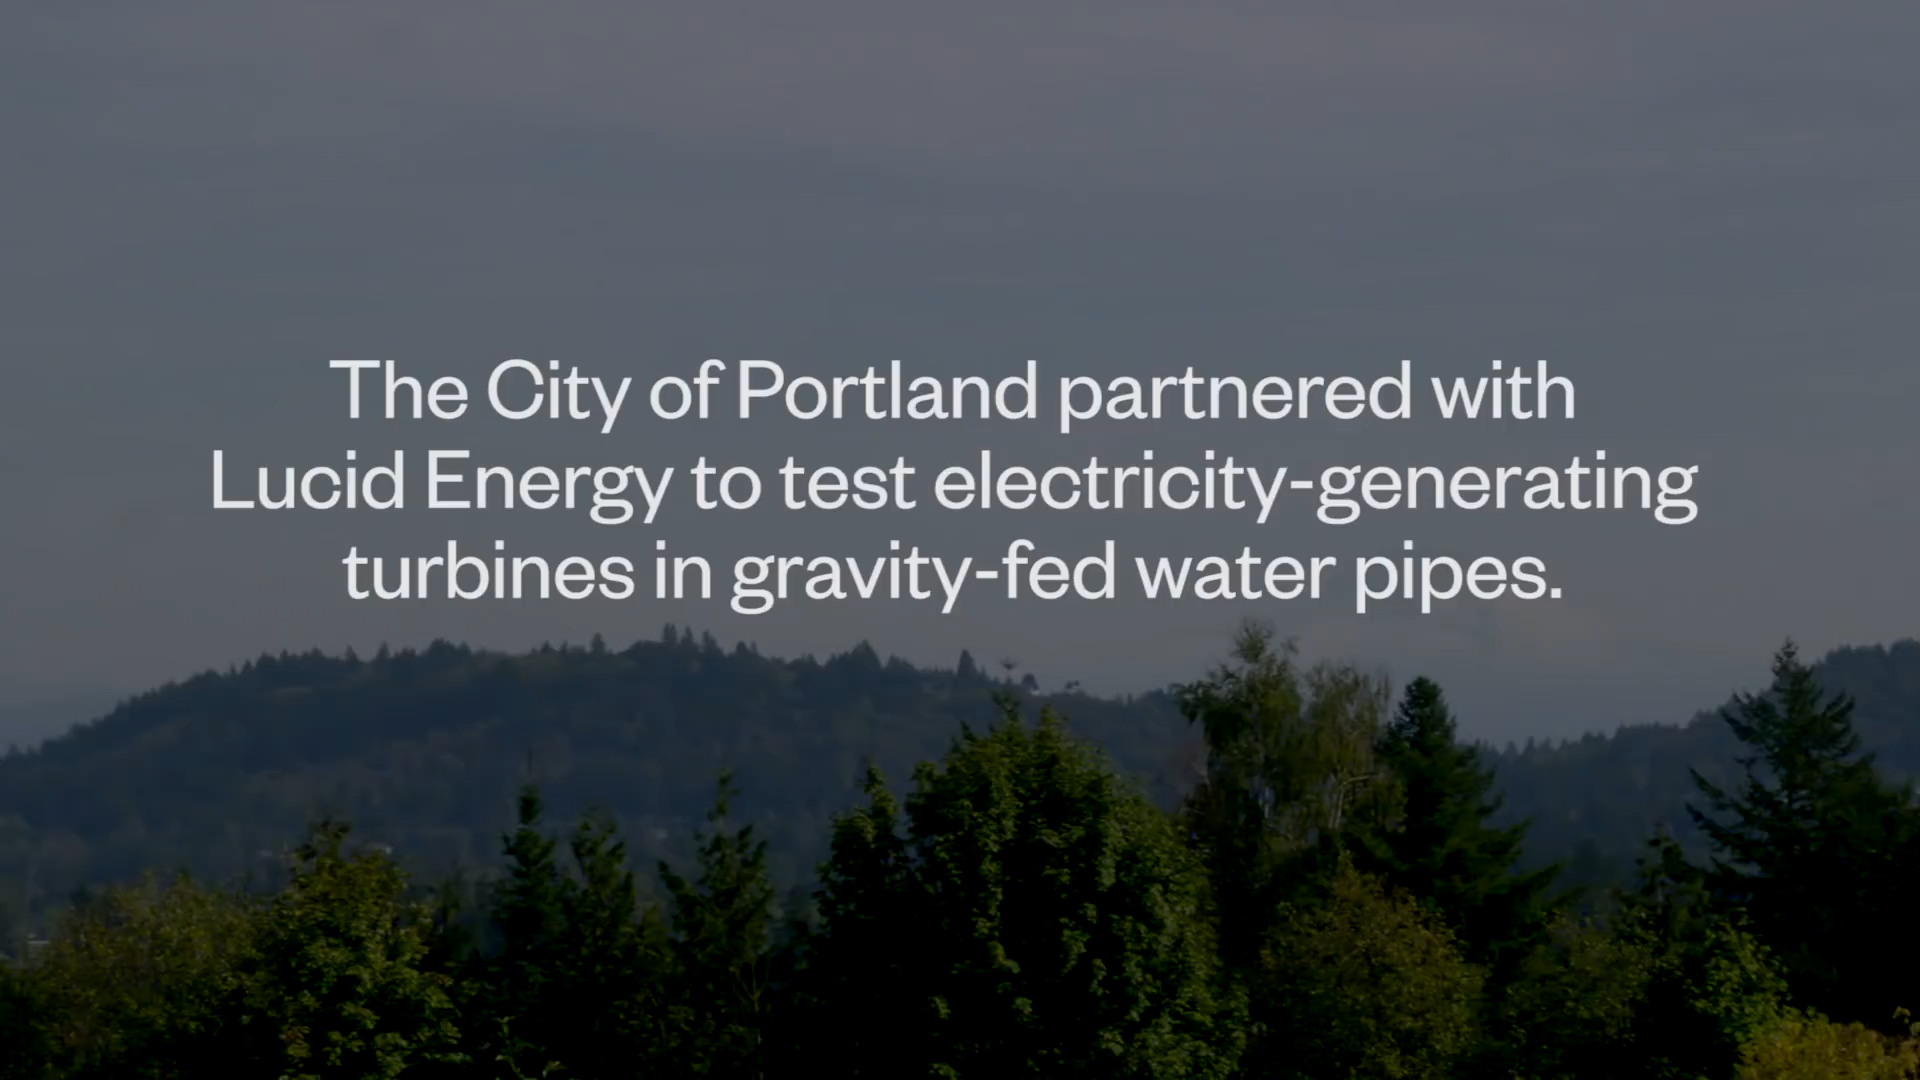 The City of Portland partnered with
Lucid Energy to test electricity-generating
turbines in gravity-fed water pipes.